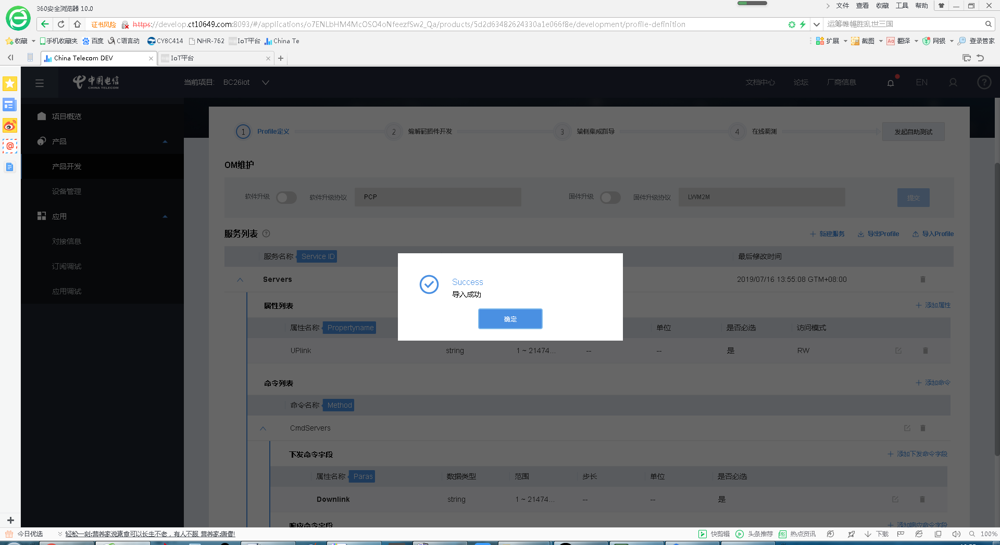 360安全浏览器 10.0
文件 查看 收藏 工具 帮助
证书风险 https://develop.ct10649.com:8093/#/applications/o7ENLbHM4McOSO4oNfeezfSw2_Qa/products/5d2d63482624330a1e066f8e/development/profile-definition
运筹帷幄胜乱世三国
收藏 手机收藏夹 百度 C语言动 CY8C414 NHR-762 IoT平台 China Te
扩展 截图 翻译 网银 登录管家
China Telecom DEV
IoT平台
中国电信
CHINA TELECOM
当前项目: BC26iot
文档中心 论坛 厂商信息 EN
项目概览
产品
产品开发
设备管理
应用
对接信息
订阅调试
应用调试
1 Profile定义 2 编解码插件开发 3 端侧集成指导 4 在线调测 发起自助测试
OM维护
软件升级 软件升级协议 PCP 固件升级 固件升级协议 LWM2M 提交
服务列表 新建服务 导出Profile 导入Profile
服务名称 Service ID 最后修改时间
Servers 2019/07/16 13:55:08 GTM+08:00
Success
导入成功
确定
属性列表 添加属性
属性名称 Propertyname 单位 是否必选 访问模式
UPlink string 1 ~ 21474... -- -- 是 RW
命令列表 添加命令
命令名称 Method
CmdServers
下发命令字段 添加下发命令字段
属性名称 Paras 数据类型 范围 步长 单位 是否必选
Downlink string 1 ~ 21474... -- -- 是
响应命令字段 添加响应命令字段
今日优选 轻松一刻:营养家说素食可以长生不老，有人不服 营养家:唐僧!
快剪辑 头条推荐 热点资讯 下载 100%